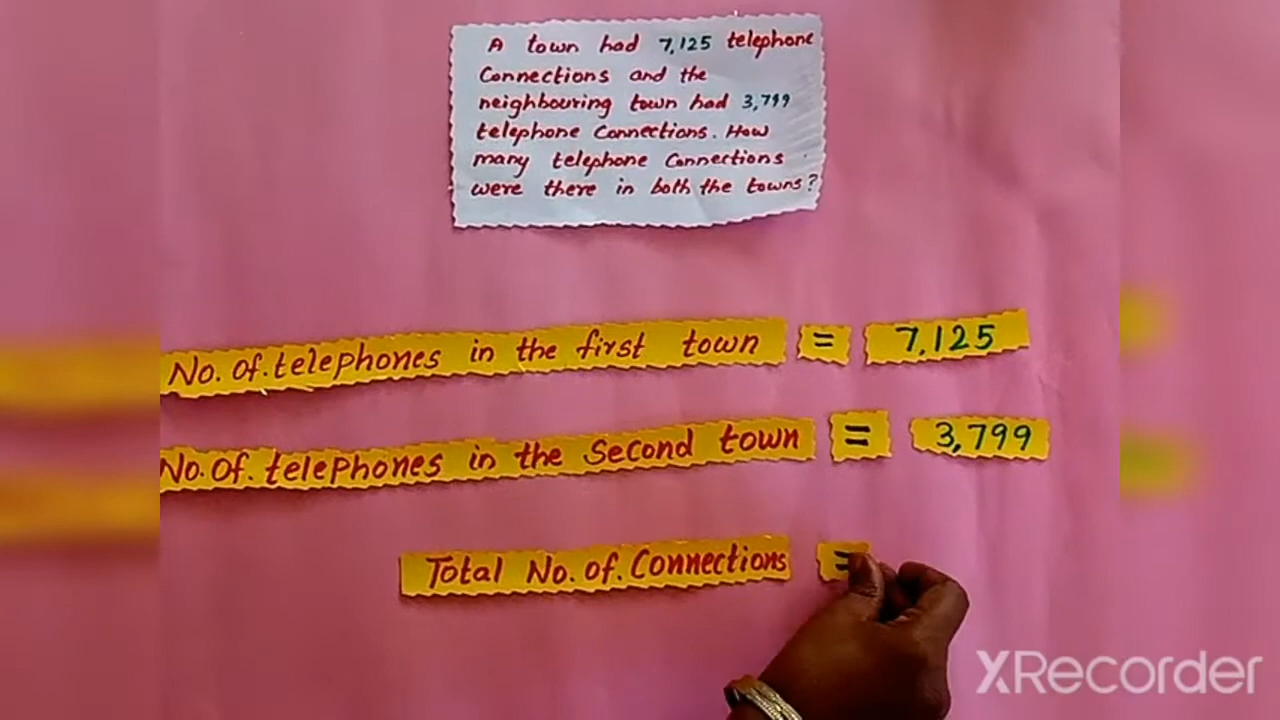 A town had 7,125 telephone
Connections and the
neighbouring town had 3,799
telephone Connections. How
many telephone Connections
were there in both the towns?
No. Of. telephones in the first town = 7,125
No. Of. telephones in the Second town = 3,799
Total No. of. Connections =
XRecorder